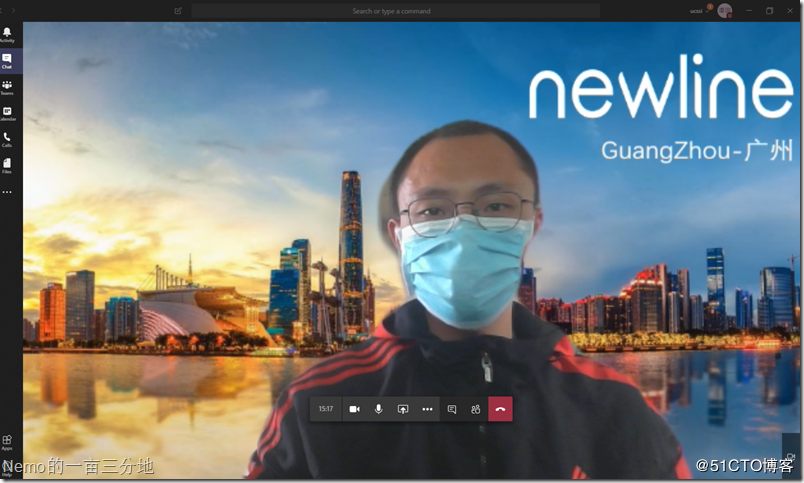 Search or type a command
ucssi
Activity
Chat
Teams
Calendar
Calls
Files
newline
GuangZhou-广州
15:17
Apps
Help
Nemo的一亩三分地
@51CTO博客